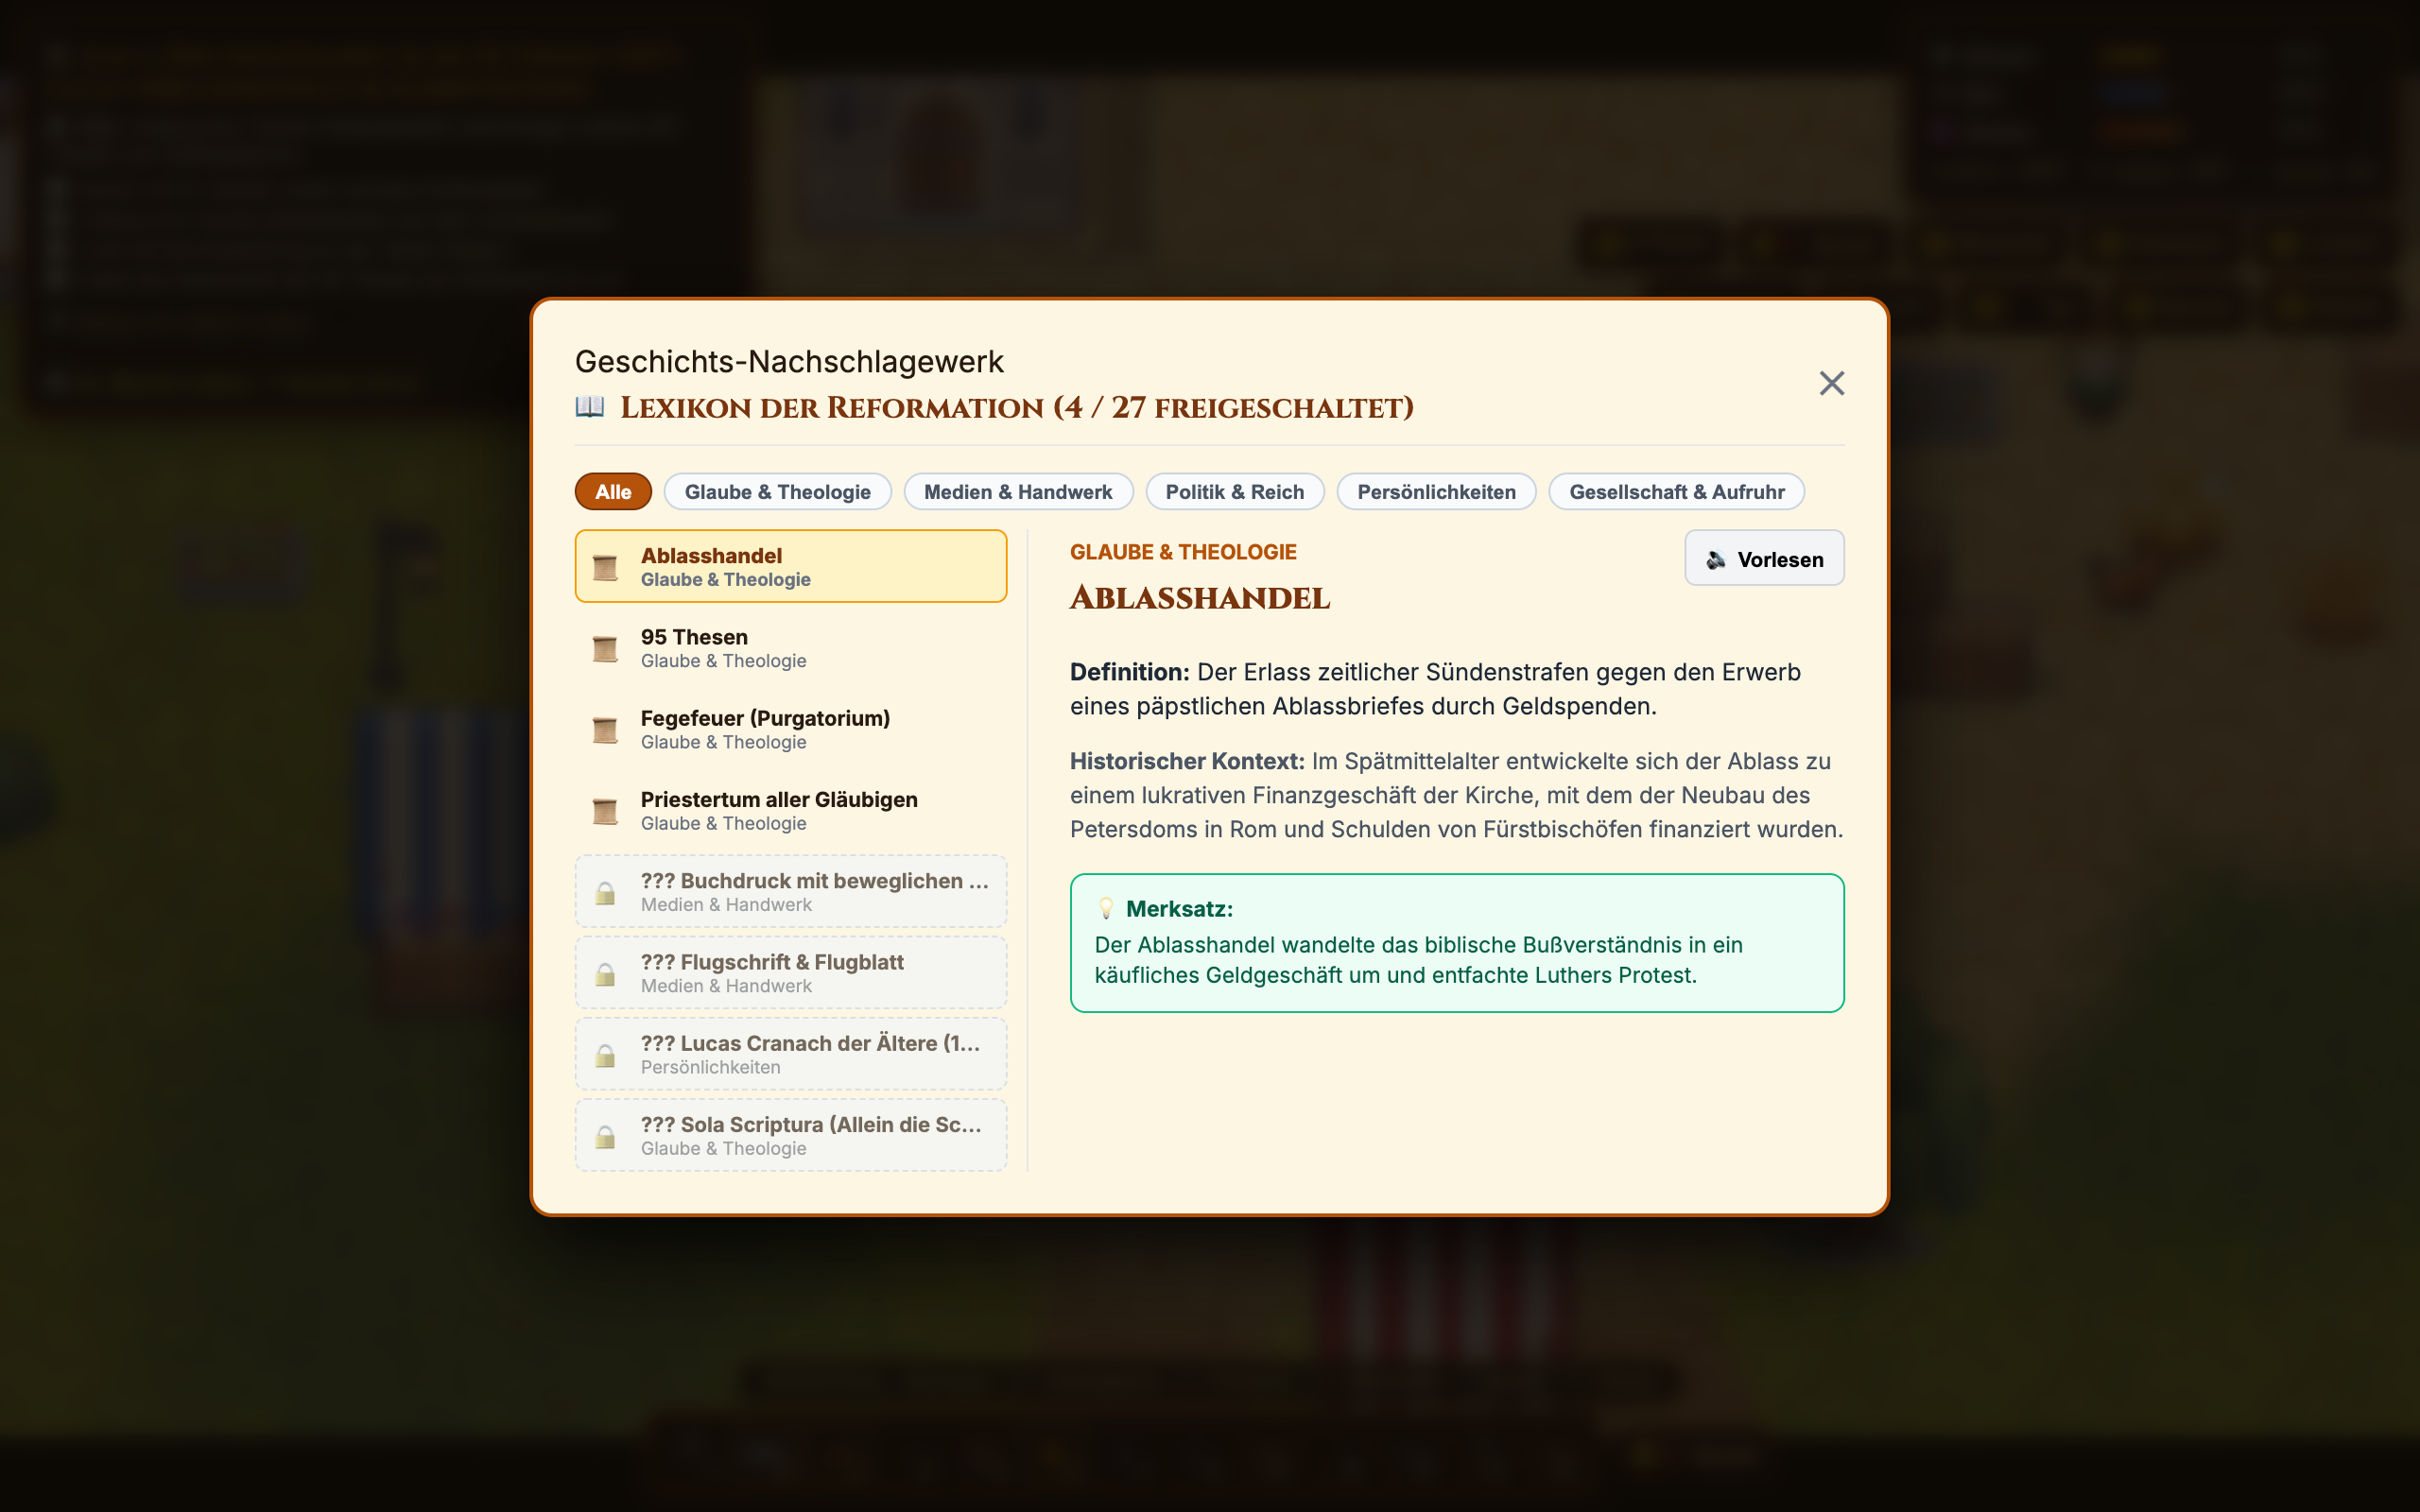 Geschichts-Nachschlagewerk
📖 Lexikon der Reformation (4 / 27 freigeschaltet)
Alle
Glaube & Theologie
Medien & Handwerk
Politik & Reich
Persönlichkeiten
Gesellschaft & Aufruhr
Ablasshandel
Glaube & Theologie
95 Thesen
Glaube & Theologie
Fegefeuer (Purgatorium)
Glaube & Theologie
Priestertum aller Gläubigen
Glaube & Theologie
??? Buchdruck mit beweglichen ...
Medien & Handwerk
??? Flugschrift & Flugblatt
Medien & Handwerk
??? Lucas Cranach der Ältere (1...
Persönlichkeiten
??? Sola Scriptura (Allein die Sc...
Glaube & Theologie
GLAUBE & THEOLOGIE
Vorlesen
Ablasshandel
Definition: Der Erlass zeitlicher Sündenstrafen gegen den Erwerb
eines päpstlichen Ablassbriefes durch Geldspenden.
Historischer Kontext: Im Spätmittelalter entwickelte sich der Ablass zu
einem lukrativen Finanzgeschäft der Kirche, mit dem der Neubau des
Petersdoms in Rom und Schulden von Fürstbischöfen finanziert wurden.
💡 Merksatz:
Der Ablasshandel wandelte das biblische Bußverständnis in ein
käufliches Geldgeschäft um und entfachte Luthers Protest.